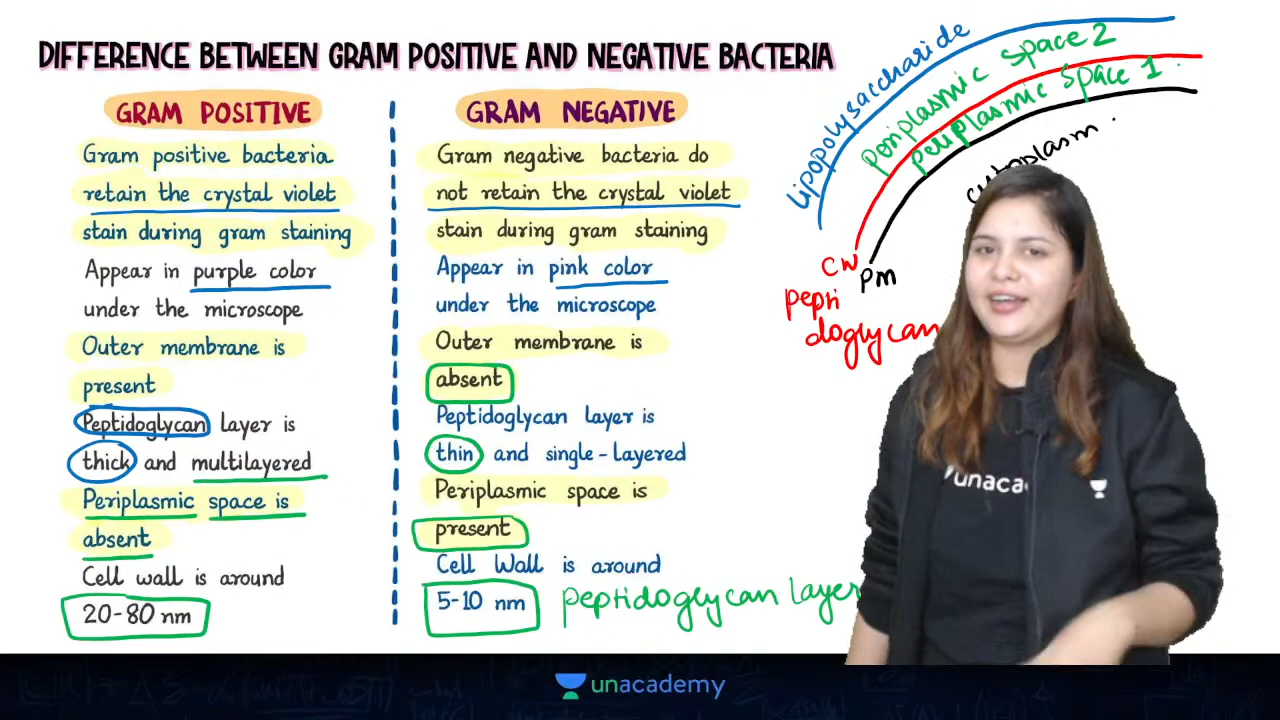 DIFFERENCE BETWEEN GRAM POSITIVE AND NEGATIVE BACTERIA
GRAM POSITIVE
Gram positive bacteria
retain the crystal violet
stain during gram staining
Appear in purple color
under the microscope
Outer membrane is
present
Peptidoglycan layer is
thick and multilayered
Periplasmic space is
absent
Cell wall is around
20-80 nm
GRAM NEGATIVE
Gram negative bacteria do
not retain the crystal violet
stain during gram staining
Appear in pink color
under the microscope
Outer membrane is
absent
Peptidoglycan layer is
thin and single-layered
Periplasmic space is
present
Cell Wall is around
5-10 nm
peptidoglycan layer
lipopolysaccharide
periplasmic space 2
periplasmic space 1
cytoplasm
CW
PM
pepti
doglycan
unaca
unacademy